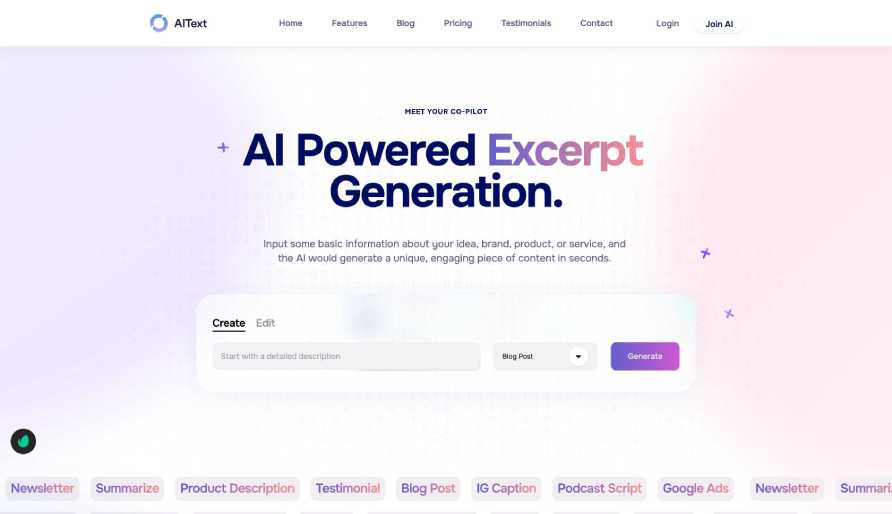 AIText Home Features Blog Pricing Testimonials Contact Login Join AI
MEET YOUR CO-PILOT
AI Powered Excerpt
Generation.
Input some basic information about your idea, brand, product, or service, and
the AI would generate a unique, engaging piece of content in seconds.
Create Edit
Start with a detailed description Blog Post Generate
Newsletter Summarize Product Description Testimonial Blog Post IG Caption Podcast Script Google Ads Newsletter Summari